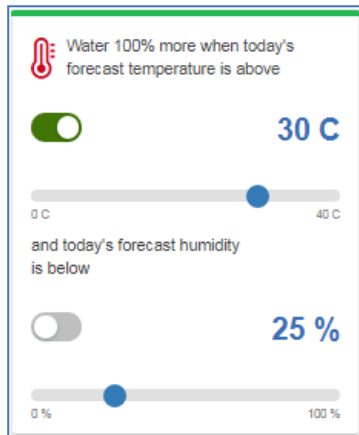 Water 100% more when today's
forecast temperature is above
30 C
0 C
40 C
and today's forecast humidity
is below
25 %
0 %
100 %